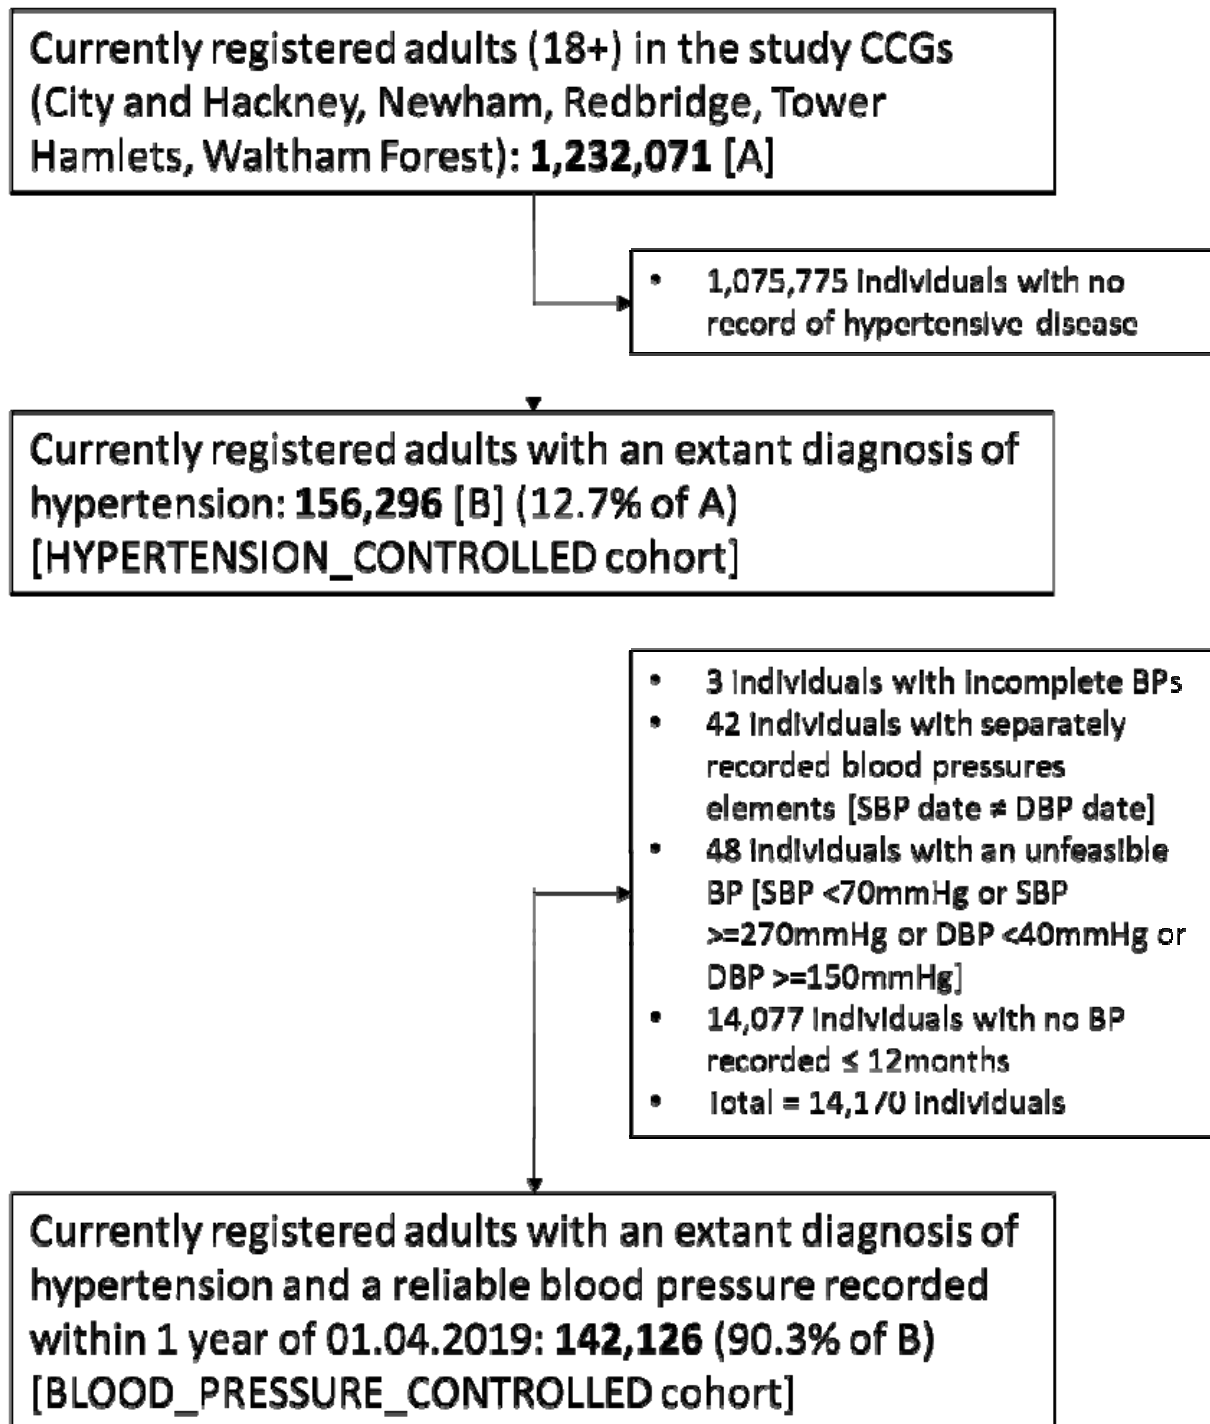 Currently registered adults (18+) in the study CCGs
(City and Hackney, Newham, Redbridge, Tower
Hamlets, Waltham Forest): 1,232,071 [A]
• 1,075,775 individuals with no
record of hypertensive disease
Currently registered adults with an extant diagnosis of
hypertension: 156,296 [B] (12.7% of A)
[HYPERTENSION_CONTROLLED cohort]
• 3 individuals with incomplete BPs
• 42 individuals with separately
recorded blood pressures
elements [SBP date ≠ DBP date]
• 48 individuals with an unfeasible
BP [SBP <70mmHg or SBP
>=270mmHg or DBP <40mmHg or
DBP >=150mmHg]
• 14,077 individuals with no BP
recorded ≤ 12months
• Total = 14,170 individuals
Currently registered adults with an extant diagnosis of
hypertension and a reliable blood pressure recorded
within 1 year of 01.04.2019: 142,126 (90.3% of B)
[BLOOD_PRESSURE_CONTROLLED cohort]